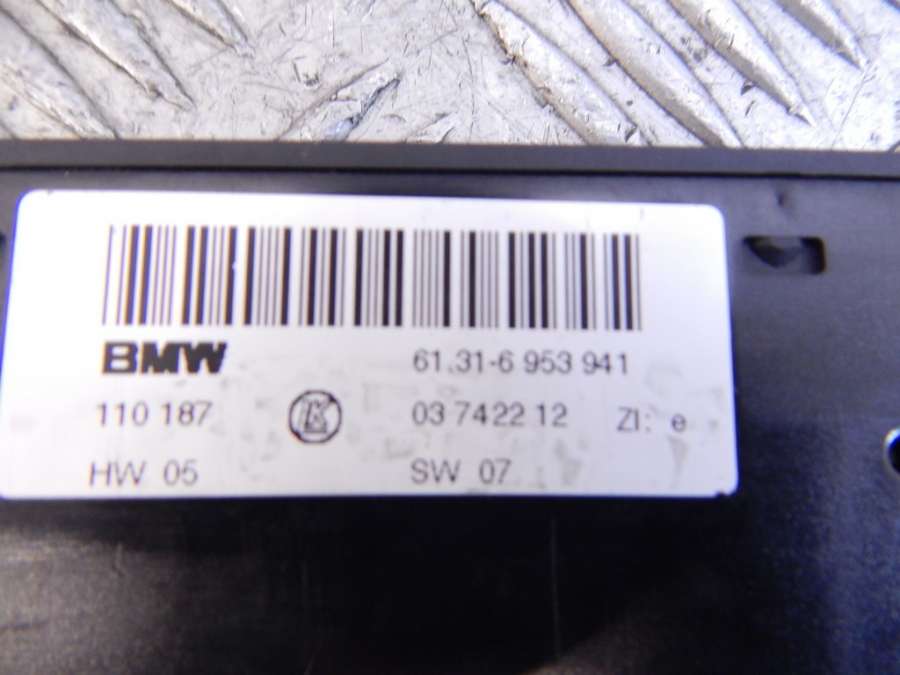 BMW 61.31-6 953 941
110 187 K 03 7422 12 ZI: e
HW 05 SW 07